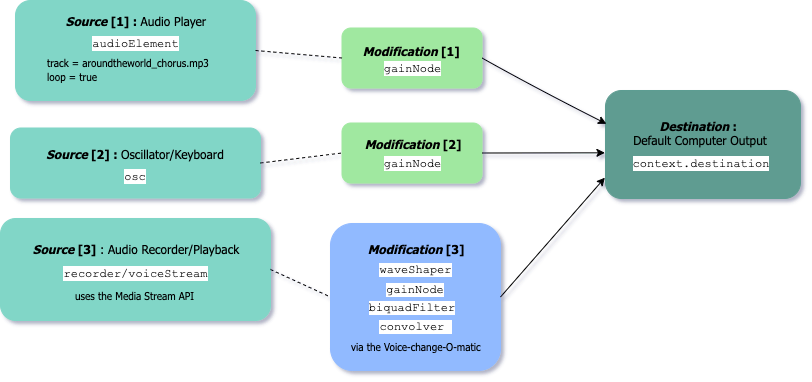 Source [1] : Audio Player
audioElement
track = aroundtheworld_chorus.mp3
loop = true
Modification [1]
gainNode
Source [2] : Oscillator/Keyboard
osc
Modification [2]
gainNode
Source [3] : Audio Recorder/Playback
recorder/voiceStream
uses the Media Stream API
Modification [3]
waveShaper
gainNode
biquadFilter
convolver
via the Voice-change-O-matic
Destination :
Default Computer Output
context.destination